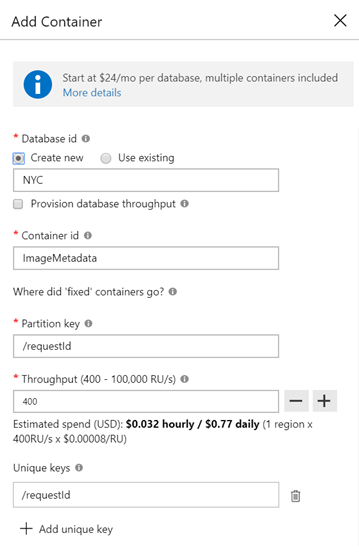 Add Container
Start at $24/mo per database, multiple containers included
More details
* Database id
Create new Use existing
NYC
Provision database throughput
* Container id
ImageMetadata
Where did 'fixed' containers go?
* Partition key
/requestId
* Throughput (400 - 100,000 RU/s)
400
Estimated spend (USD): $0.032 hourly / $0.77 daily (1 region x
400RU/s x $0.00008/RU)
Unique keys
/requestId
Add unique key